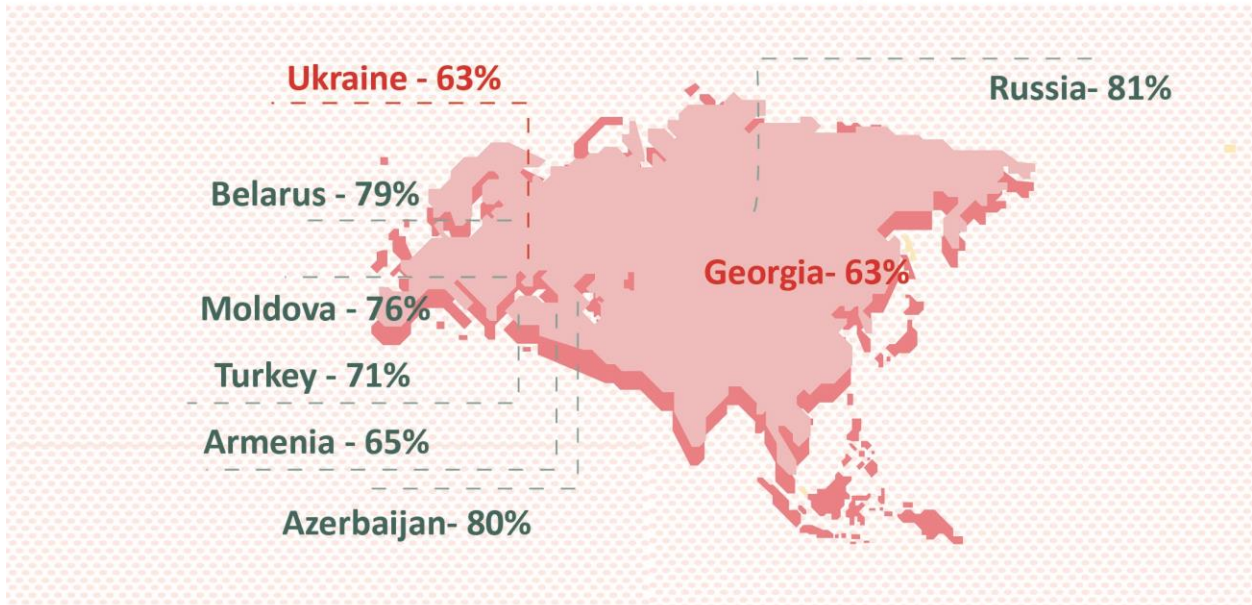 Ukraine - 63%
Russia- 81%
Belarus - 79%
Georgia- 63%
Moldova - 76%
Turkey - 71%
Armenia - 65%
Azerbaijan- 80%